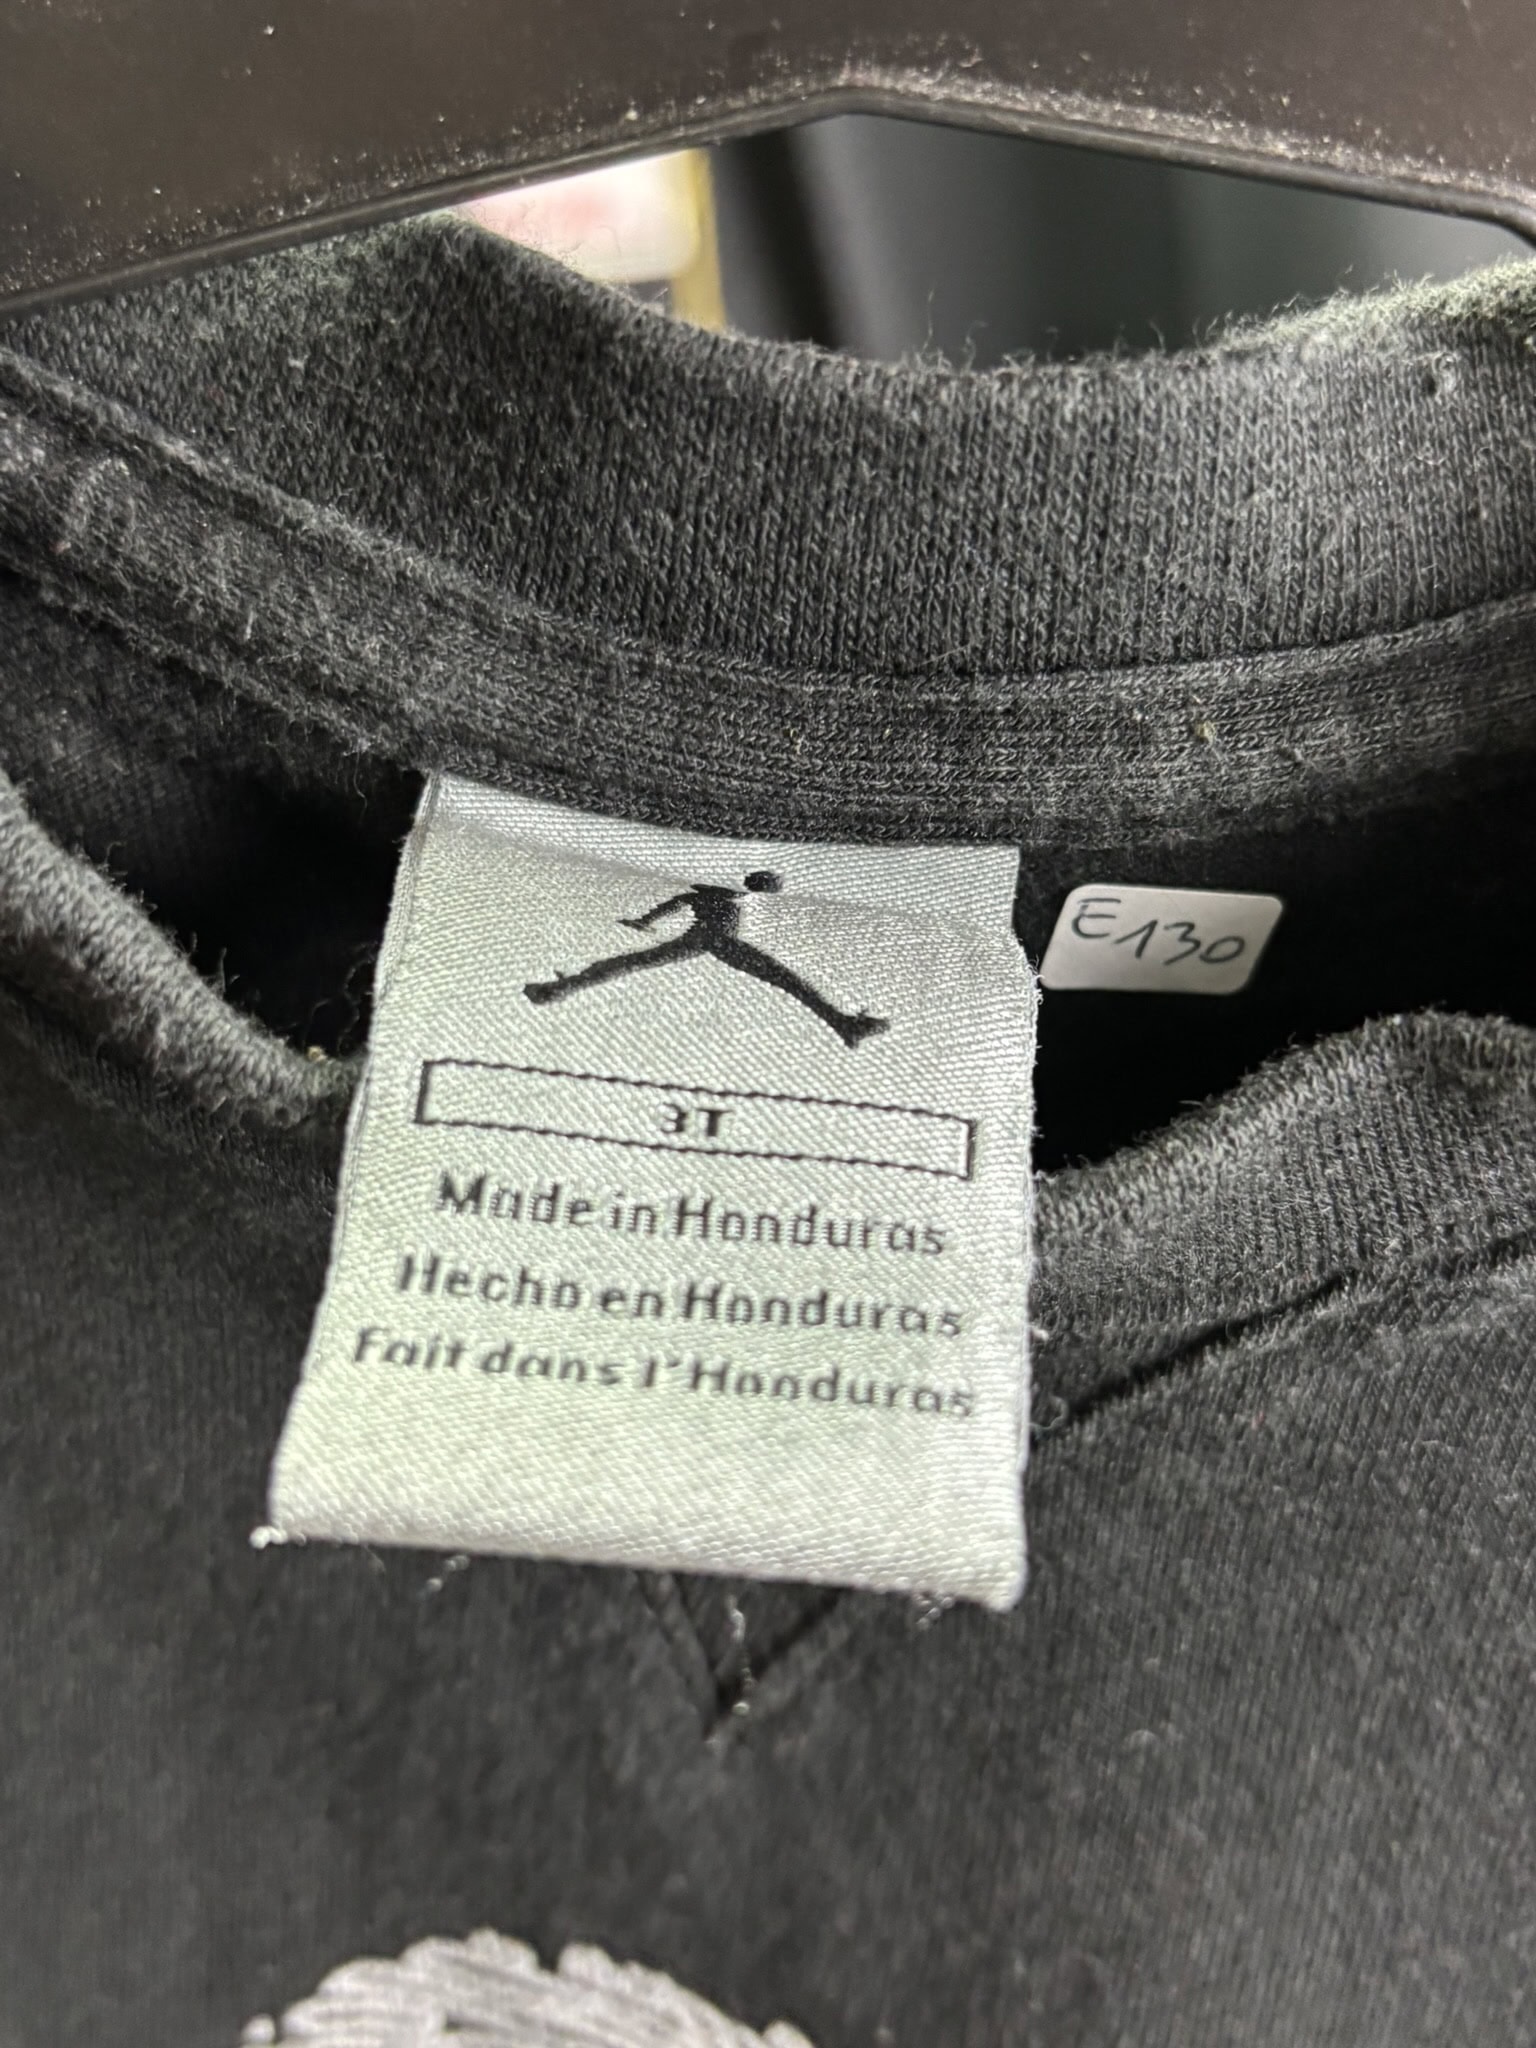 E130
3T
Made in Honduras
Hecho en Honduras
Fait dans l'Honduras